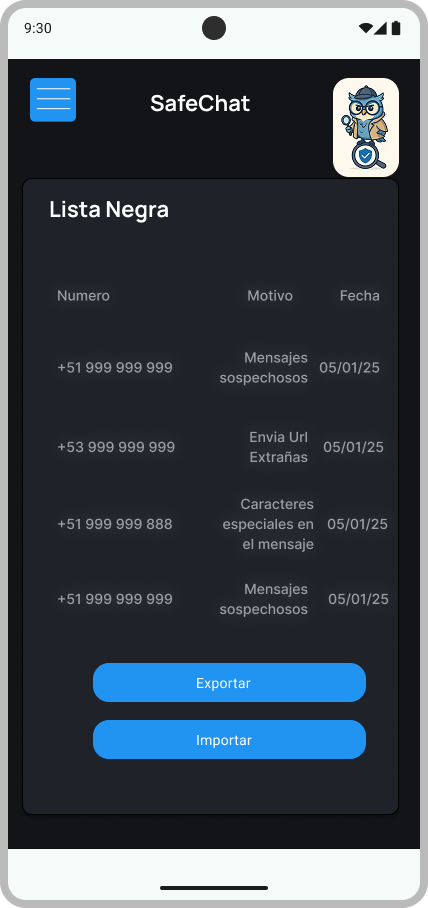 9:30
SafeChat
Lista Negra
Numero Motivo Fecha
+51 999 999 999 Mensajes sospechosos 05/01/25
+53 999 999 999 Envia Url Extrañas 05/01/25
+51 999 999 888 Caracteres especiales en el mensaje 05/01/25
+51 999 999 999 Mensajes sospechosos 05/01/25
Exportar
Importar